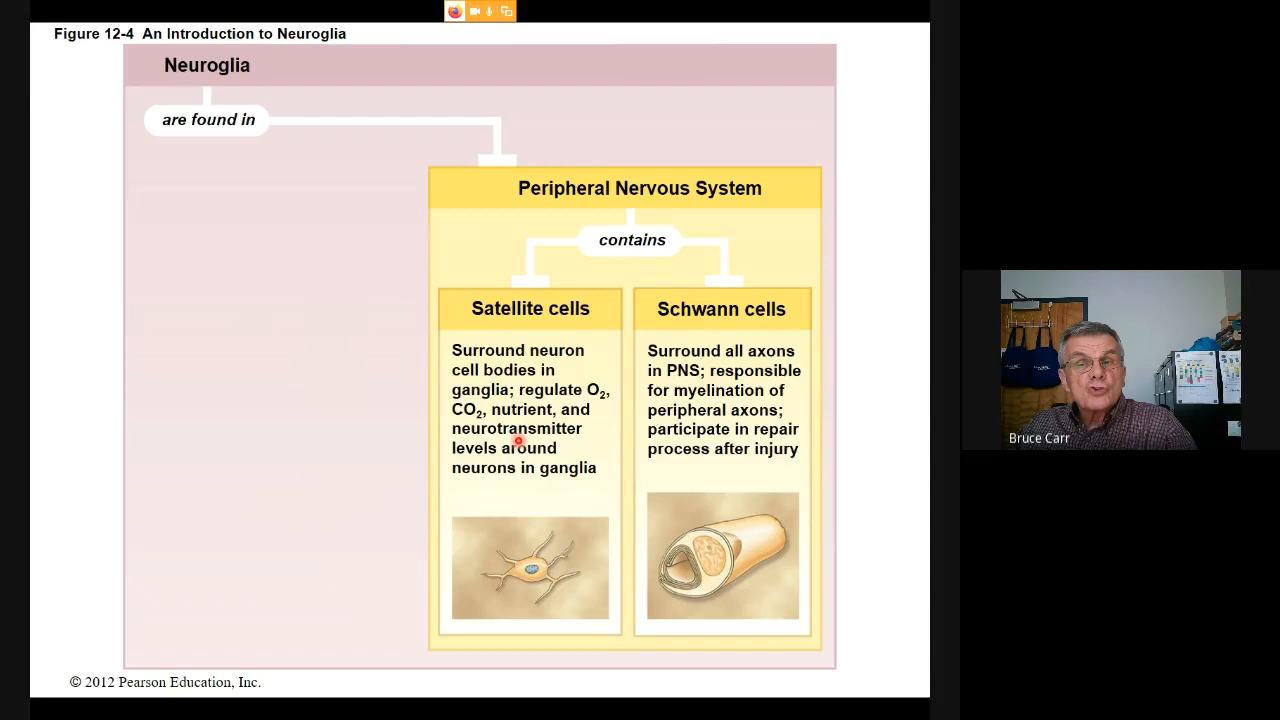 Figure 12-4 An Introduction to Neuroglia
Neuroglia
are found in
Peripheral Nervous System
contains
Satellite cells
Surround neuron
cell bodies in
ganglia; regulate O₂,
CO₂, nutrient, and
neurotransmitter
levels around
neurons in ganglia
Schwann cells
Surround all axons
in PNS; responsible
for myelination of
peripheral axons;
participate in repair
process after injury
© 2012 Pearson Education, Inc.
Bruce Carr